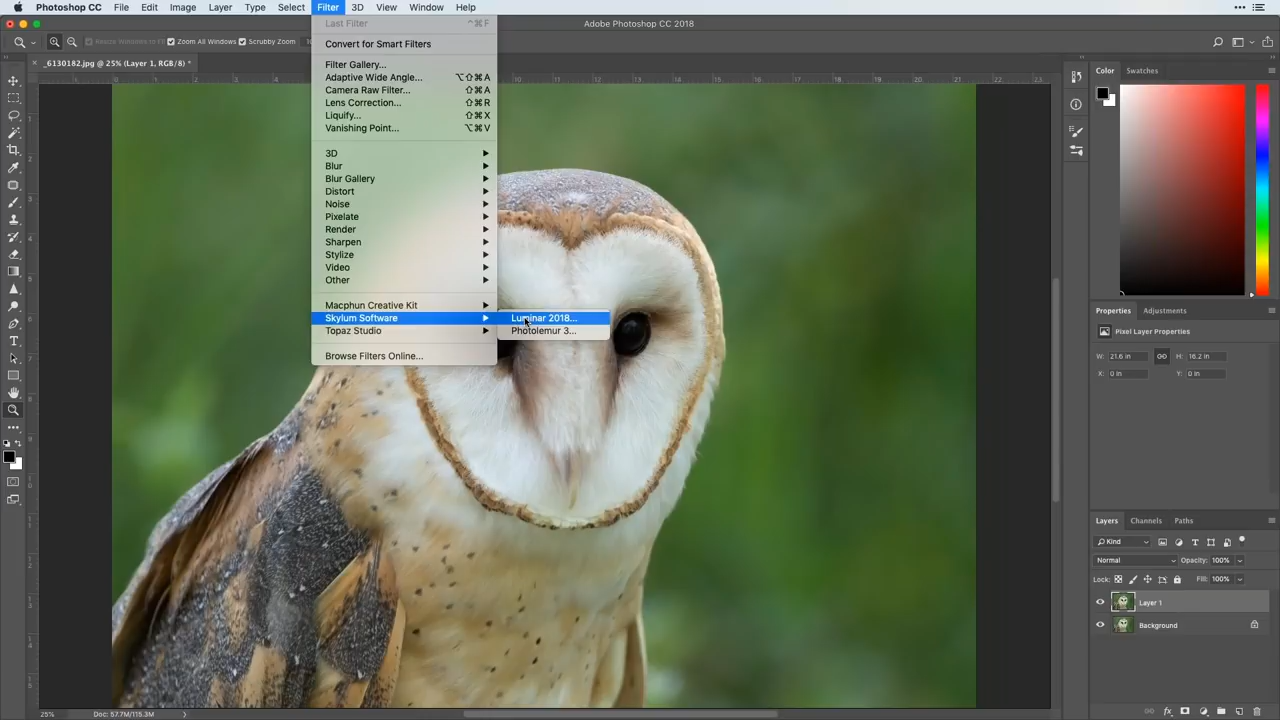 Photoshop CC File Edit Image Layer Type Select Filter 3D View Window Help
Adobe Photoshop CC 2018
Resize Windows to Fit Zoom All Windows Scrubby Zoom
_6130182.jpg @ 25% (Layer 1, RGB/8) *
Last Filter ^⌘F
Convert for Smart Filters
Filter Gallery...
Adaptive Wide Angle... ⌥⇧⌘A
Camera Raw Filter... ⇧⌘A
Lens Correction... ⇧⌘R
Liquify... ⇧⌘X
Vanishing Point... ⌥⌘V
3D
Blur
Blur Gallery
Distort
Noise
Pixelate
Render
Sharpen
Stylize
Video
Other
Macphun Creative Kit
Skylum Software
Topaz Studio
Browse Filters Online...
Luminar 2018...
Photolemur 3...
Color Swatches
Properties Adjustments
Pixel Layer Properties
W: 21.6 in H: 16.2 in
X: 0 in Y: 0 in
Layers Channels Paths
Kind
Normal Opacity: 100%
Lock: Fill: 100%
Layer 1
Background
25% Doc: 57.7M/115.3M